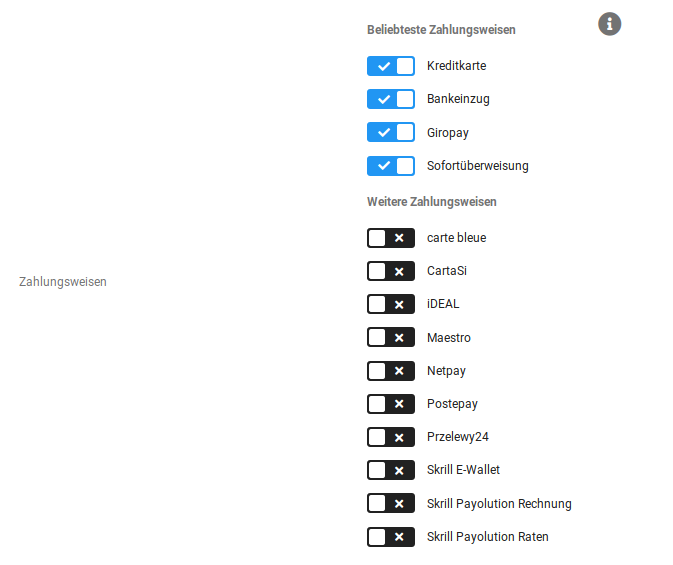 Beliebteste Zahlungsweisen
Kreditkarte
Bankeinzug
Giropay
Sofortüberweisung
Weitere Zahlungsweisen
carte bleue
CartaSi
Zahlungsweisen
iDEAL
Maestro
Netpay
Postepay
Przelewy24
Skrill E-Wallet
Skrill Payolution Rechnung
Skrill Payolution Raten